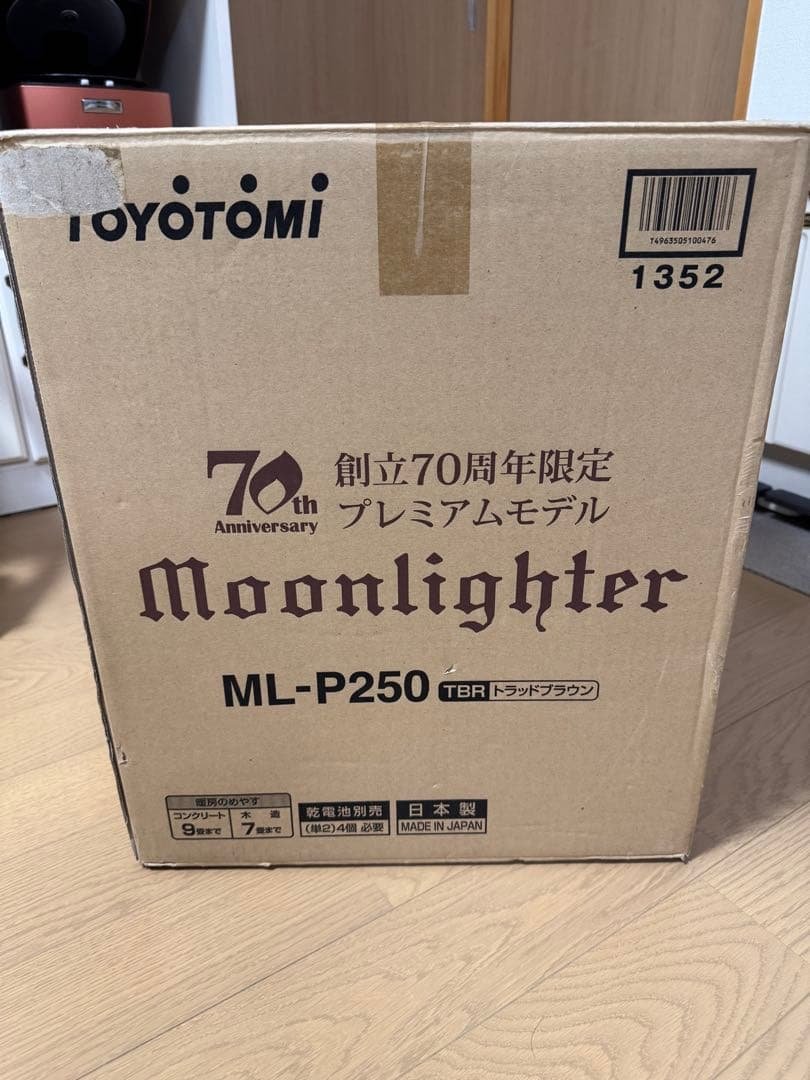 TOYOTOMI
T4963505100476
1352
70th
Anniversary
創立70周年限定
プレミアムモデル
Moonlighter
ML-P250 TBR トラッドブラウン
暖房のめやす
コンクリート 9畳まで
木造 7畳まで
乾電池別売
(単2)4個 必要
日本製
MADE IN JAPAN